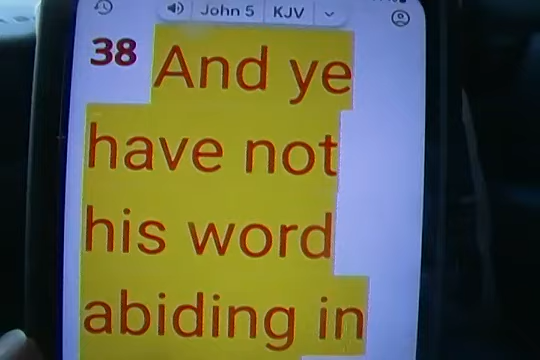 John 5 KJV
38 And ye
have not
his word
abiding in